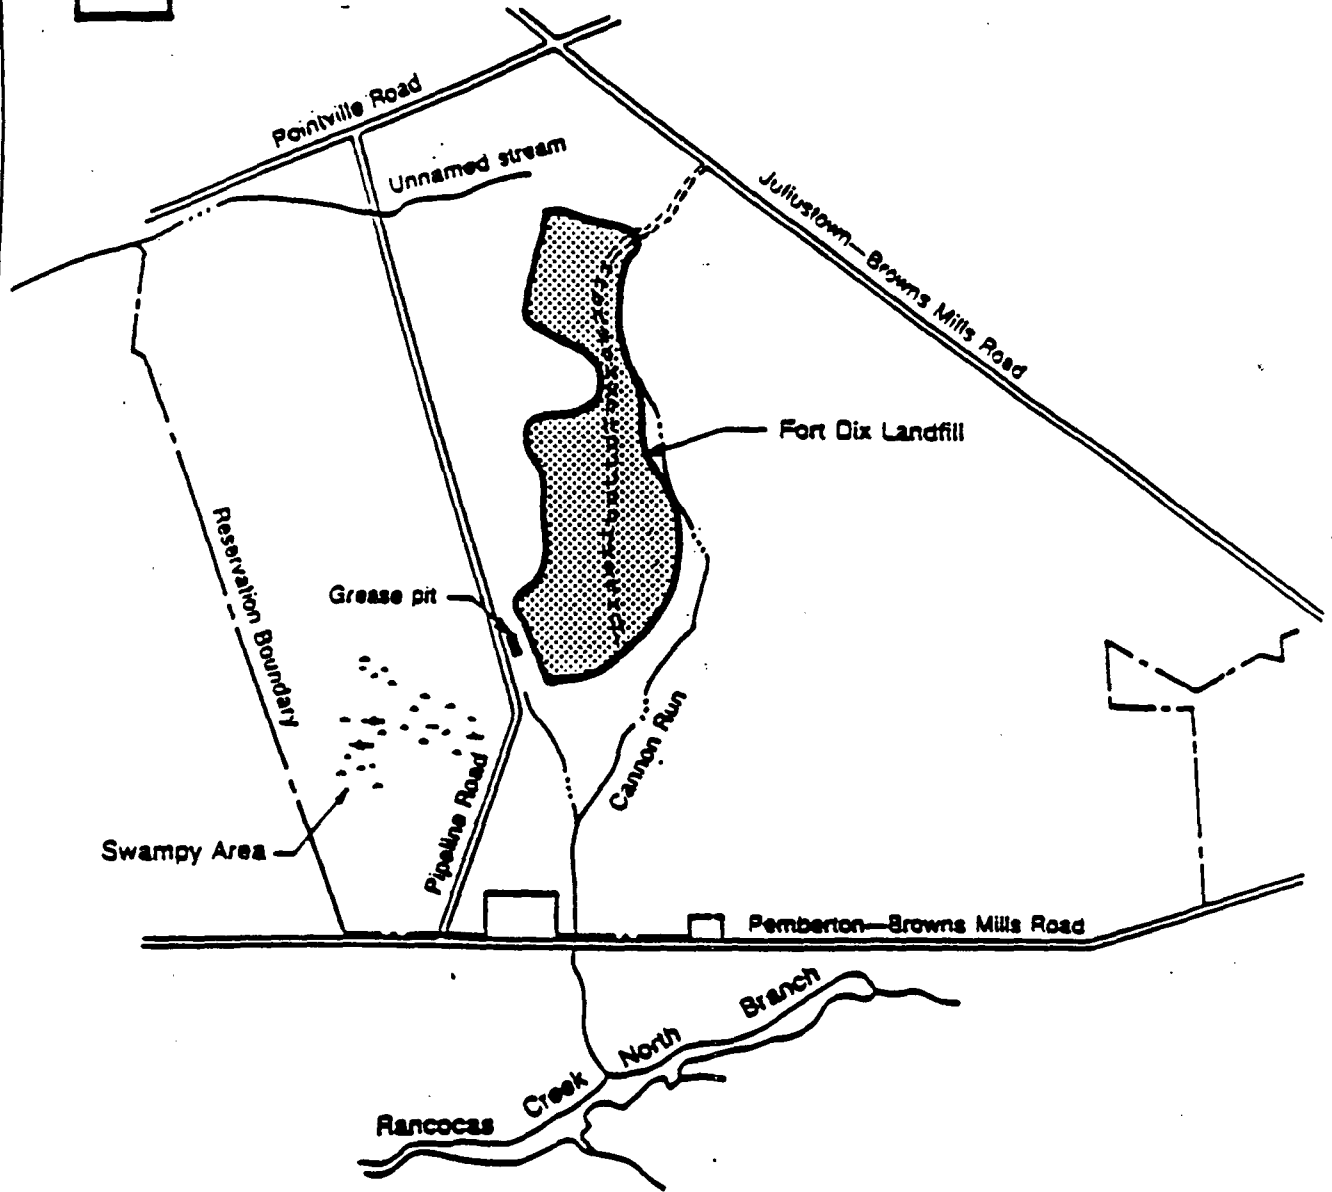 Pointville Road
Unnamed stream
Juliustown—Browns Mills Road
Fort Dix Landfill
Reservation Boundary
Grease pit
Cannon Run
Pipeline Road
Swampy Area
Pemberton—Browns Mills Road
Rancocas Creek North Branch